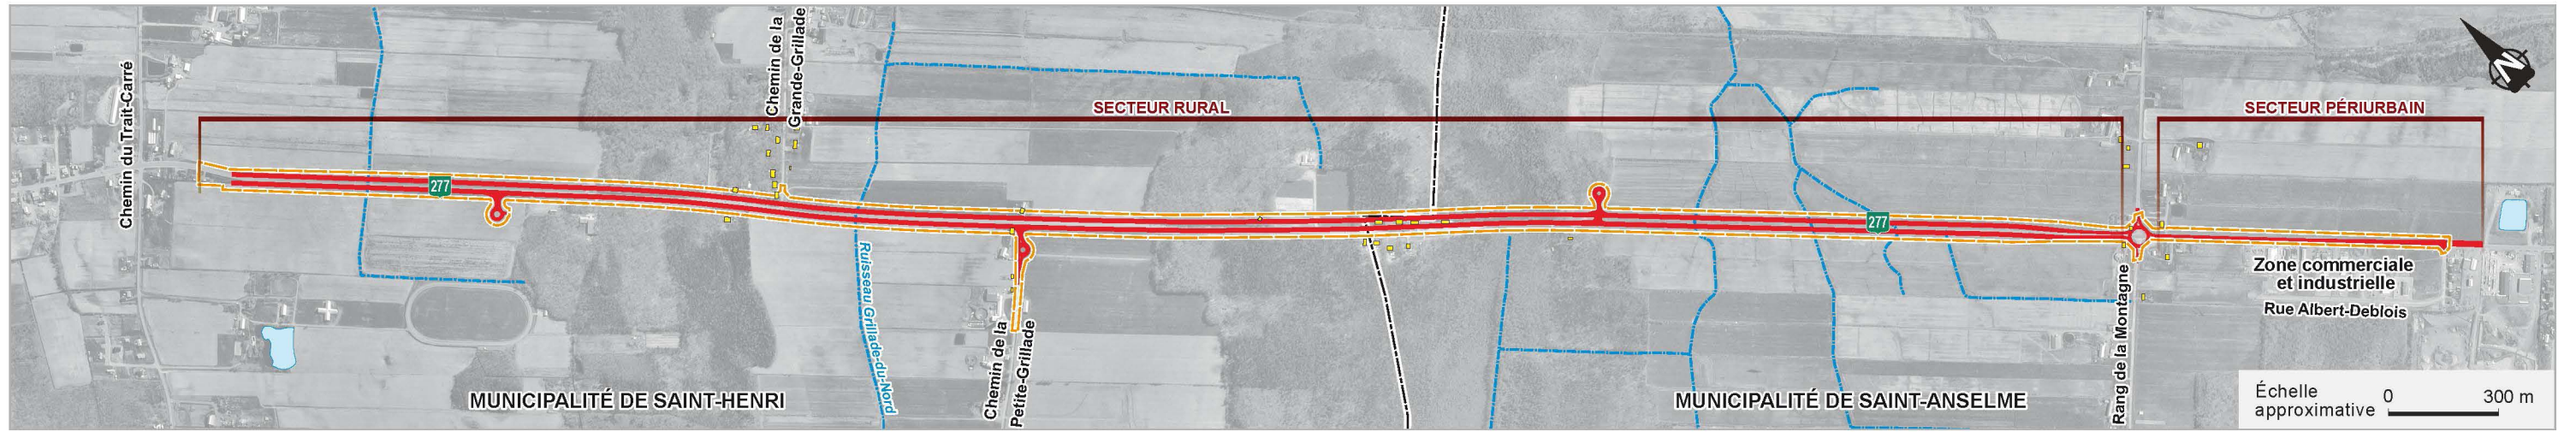 Chemin du Trait-Carré
277
Chemin de la
Grande-Grillade
Ruisseau Grillade-du-Nord
SECTEUR RURAL
Chemin de la
Petite-Grillade
MUNICIPALITÉ DE SAINT-HENRI
277
MUNICIPALITÉ DE SAINT-ANSELME
Rang de la Montagne
SECTEUR PÉRIURBAIN
N
Zone commerciale
et industrielle
Rue Albert-Deblois
Échelle
approximative
0 300 m